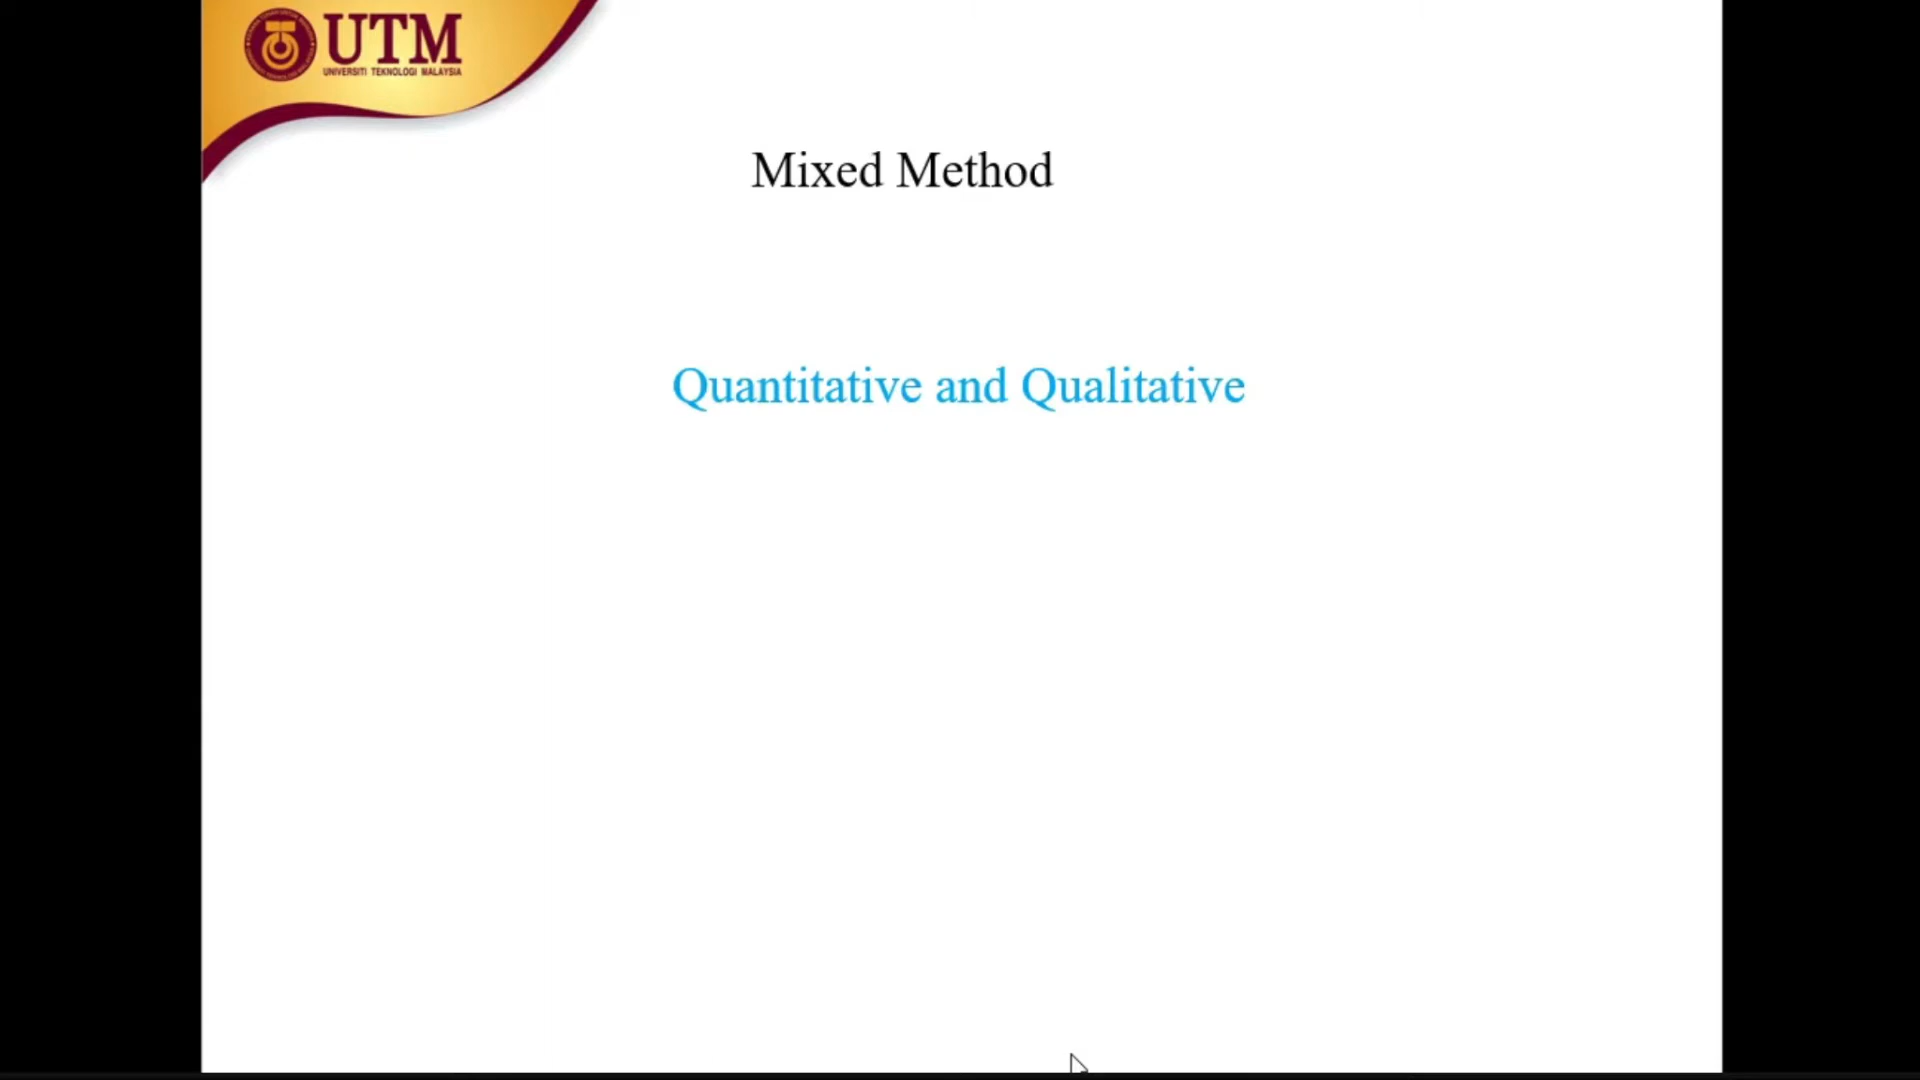 UTM
UNIVERSITI TEKNOLOGI MALAYSIA
Mixed Method
Quantitative and Qualitative